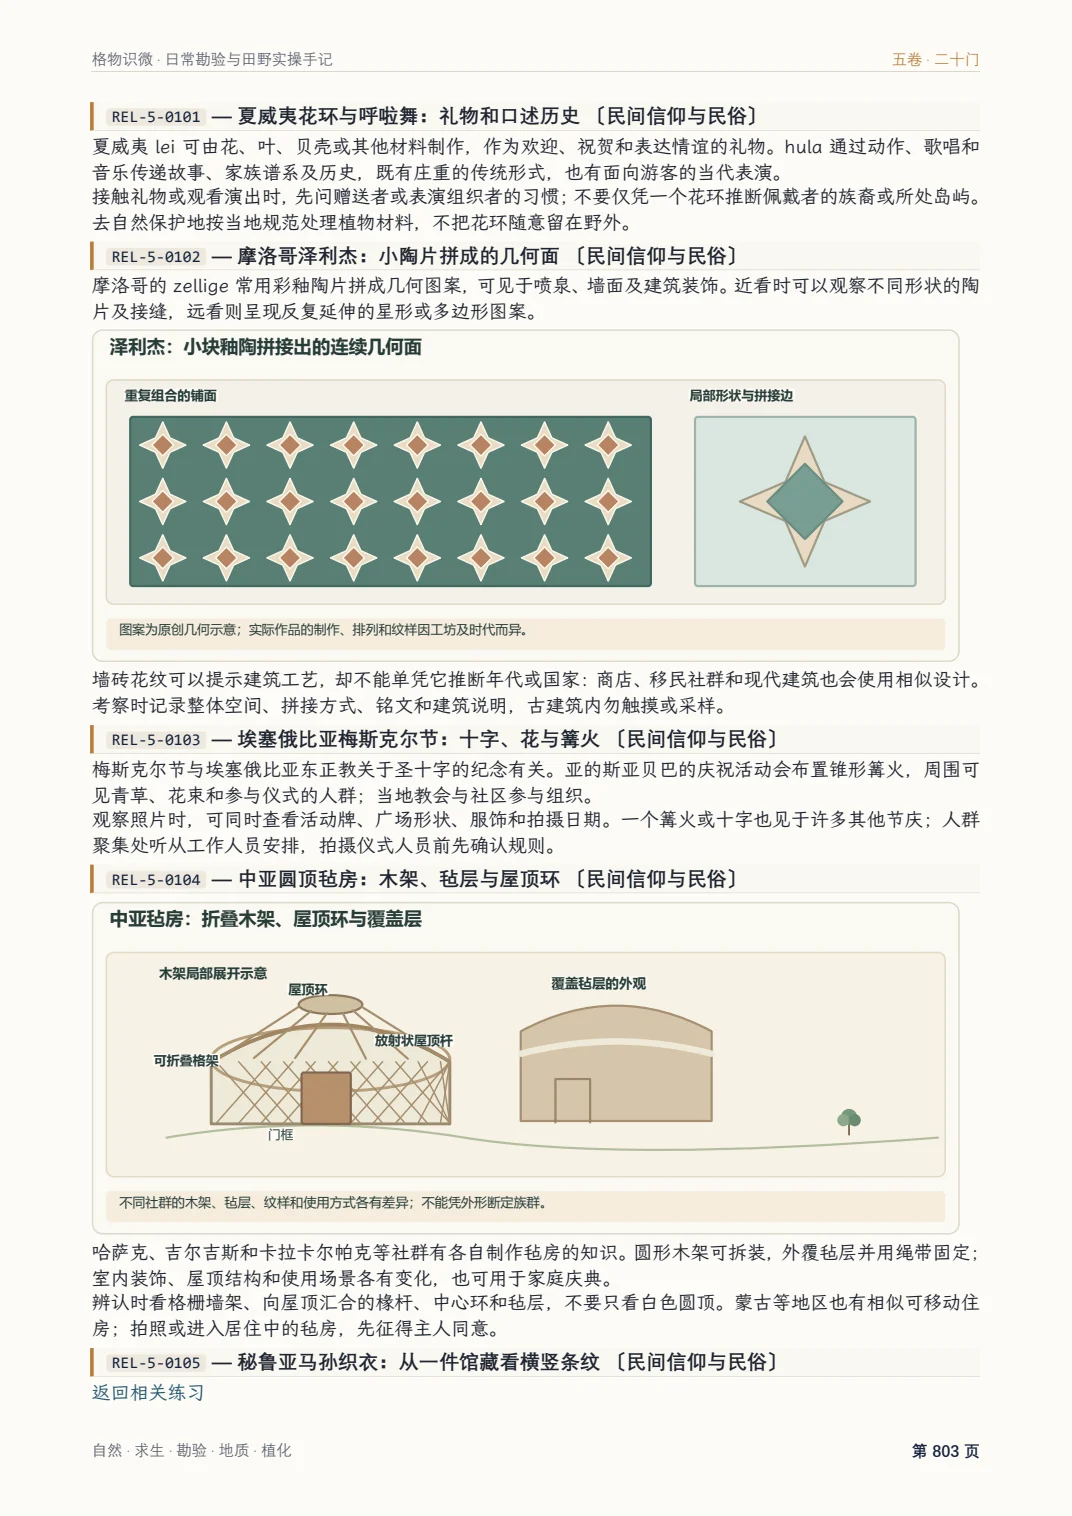 格物识微 · 日常勘验与田野实操手记
五卷 · 二十门
REL-5-0101 — 夏威夷花环与呼啦舞：礼物和口述历史 〔民间信仰与民俗〕
夏威夷 lei 可由花、叶、贝壳或其他材料制作，作为欢迎、祝贺和表达情谊的礼物。hula 通过动作、歌唱和
音乐传递故事、家族谱系及历史，既有庄重的传统形式，也有面向游客的当代表演。
接触礼物或观看演出时，先问赠送者或表演组织者的习惯；不要仅凭一个花环推断佩戴者的族裔或所处岛屿。
去自然保护地按当地规范处理植物材料，不把花环随意留在野外。
REL-5-0102 — 摩洛哥泽利杰：小陶片拼成的几何面 〔民间信仰与民俗〕
摩洛哥的 zellige 常用彩釉陶片拼成几何图案，可见于喷泉、墙面及建筑装饰。近看时可以观察不同形状的陶
片及接缝，远看则呈现反复延伸的星形或多边形图案。
泽利杰：小块釉陶拼接出的连续几何面
重复组合的铺面
局部形状与拼接边
图案为原创几何示意；实际作品的制作、排列和纹样因工坊及时代而异。
墙砖花纹可以提示建筑工艺，却不能单凭它推断年代或国家：商店、移民社群和现代建筑也会使用相似设计。
考察时记录整体空间、拼接方式、铭文和建筑说明，古建筑内勿触摸或采样。
REL-5-0103 — 埃塞俄比亚梅斯克尔节：十字、花与篝火 〔民间信仰与民俗〕
梅斯克尔节与埃塞俄比亚东正教关于圣十字的纪念有关。亚的斯亚贝巴的庆祝活动会布置锥形篝火，周围可
见青草、花束和参与仪式的人群；当地教会与社区参与组织。
观察照片时，可同时查看活动牌、广场形状、服饰和拍摄日期。一个篝火或十字也见于许多其他节庆；人群
聚集处听从工作人员安排，拍摄仪式人员前先确认规则。
REL-5-0104 — 中亚圆顶毡房：木架、毡层与屋顶环 〔民间信仰与民俗〕
中亚毡房：折叠木架、屋顶环与覆盖层
木架局部展开示意
屋顶环
覆盖毡层的外观
放射状屋顶杆
可折叠格架
门框
不同社群的木架、毡层、纹样和使用方式各有差异；不能凭外形断定族群。
哈萨克、吉尔吉斯和卡拉卡尔帕克等社群有各自制作毡房的知识。圆形木架可拆装，外覆毡层并用绳带固定；
室内装饰、屋顶结构和使用场景各有变化，也可用于家庭庆典。
辨认时看格栅墙架、向屋顶汇合的椽杆、中心环和毡层，不要只看白色圆顶。蒙古等地区也有相似可移动住
房；拍照或进入居住中的毡房，先征得主人同意。
REL-5-0105 — 秘鲁亚马孙织衣：从一件馆藏看横竖条纹 〔民间信仰与民俗〕
返回相关练习
自然 · 求生 · 勘验 · 地质 · 植化
第 803 页